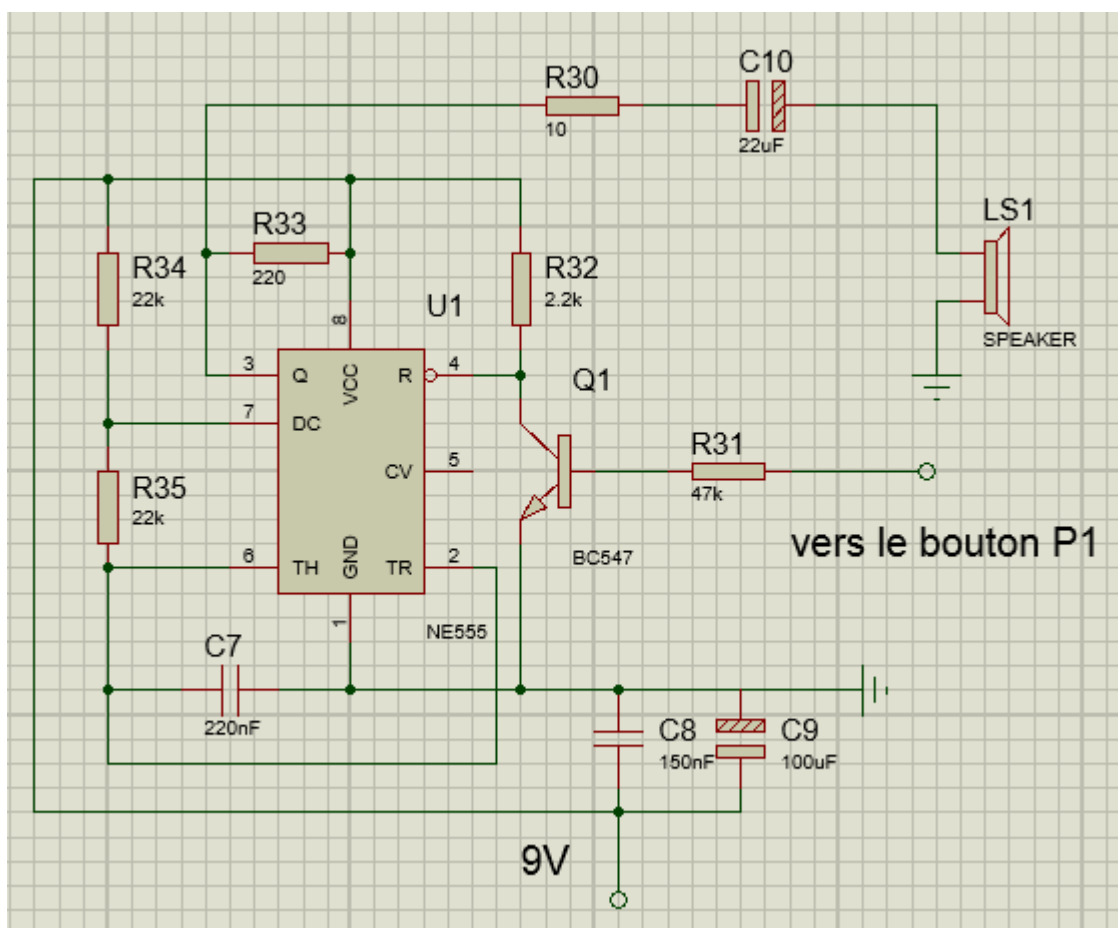 C10
R30
10
22uF
R33
220
LS1
R34
22k
R32
2.2k
U1
8
SPEAKER
3
Q
VCC
R
4
Q1
7
DC
CV
5
R31
47k
R35
22k
vers le bouton P1
BC547
6
TH
GND
TR
2
1
NE555
C7
220nF
C8
150nF
C9
100uF
9V